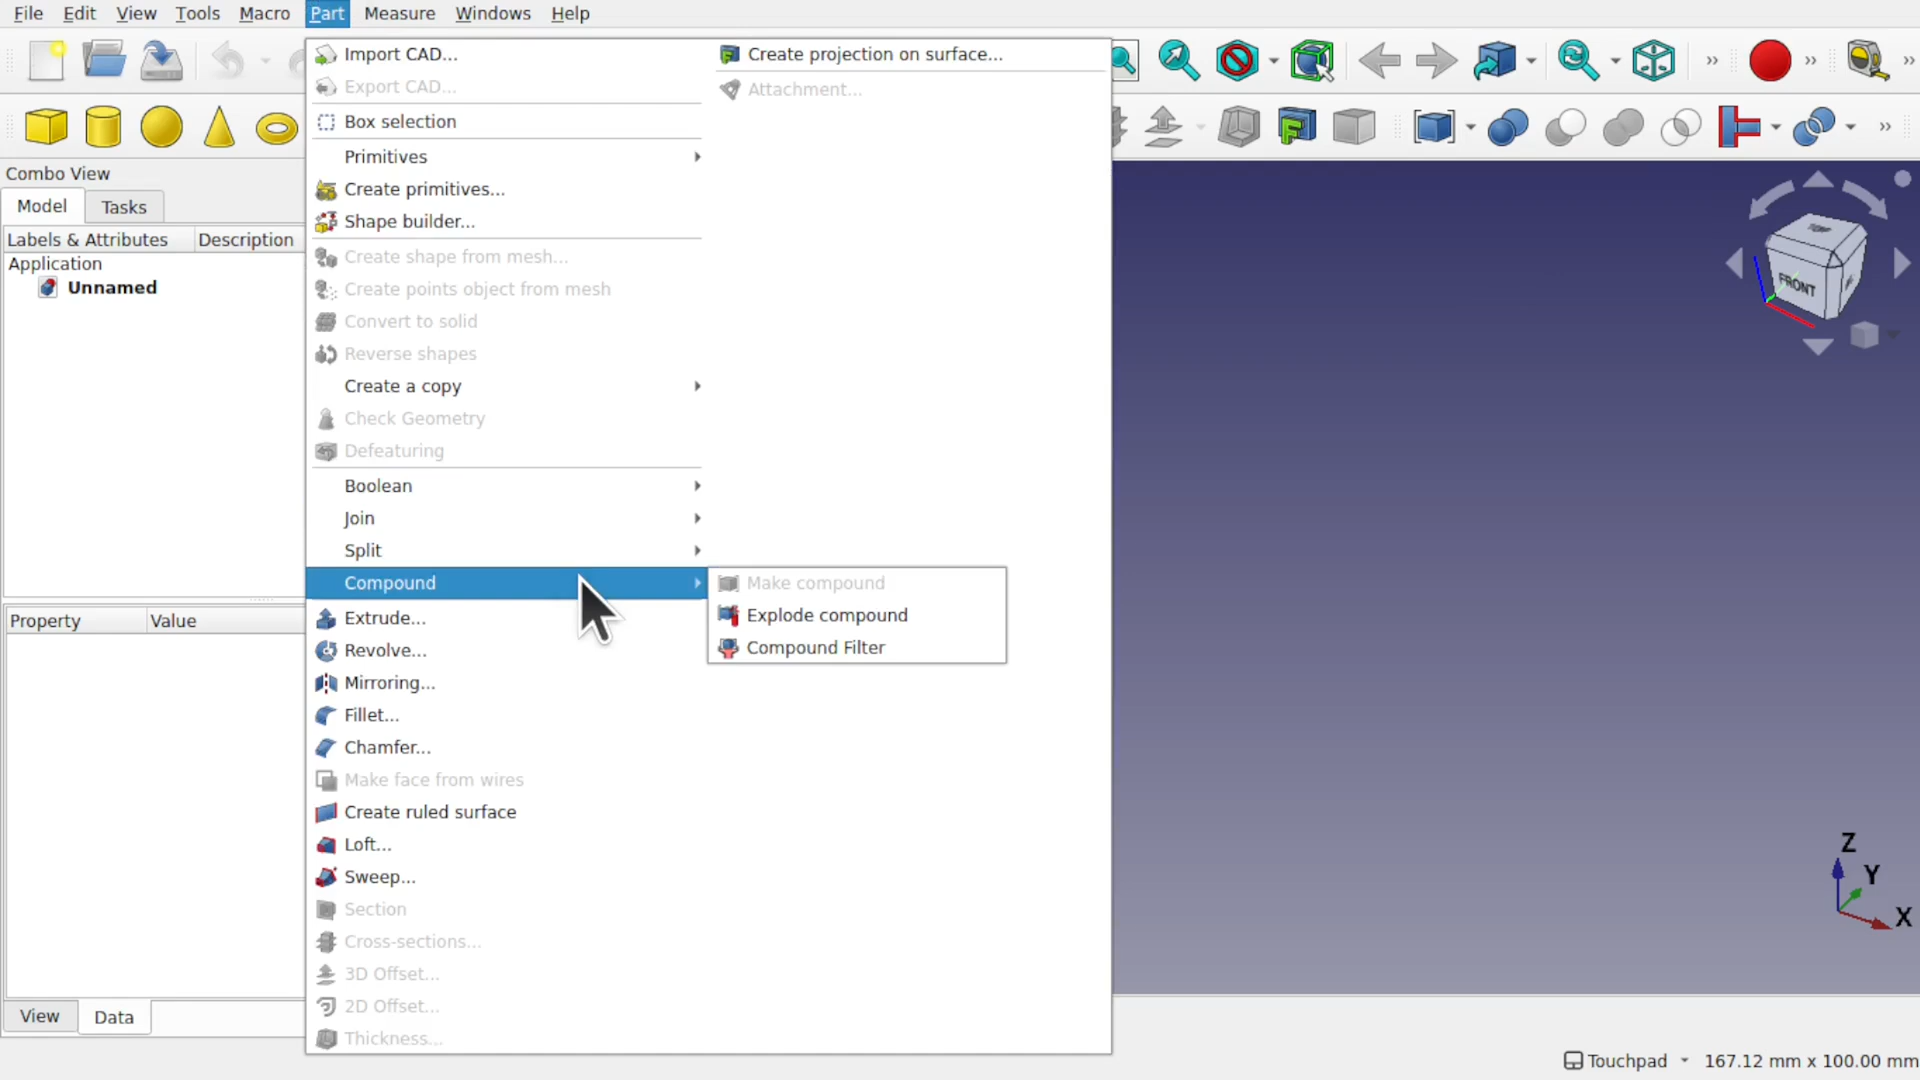 File Edit View Tools Macro Part Measure Windows Help
Combo View
Model Tasks
Labels & Attributes Description
Application
Unnamed
Property Value
View Data
Import CAD...
Export CAD...
Box selection
Primitives
Create primitives...
Shape builder...
Create shape from mesh...
Create points object from mesh
Convert to solid
Reverse shapes
Create a copy
Check Geometry
Defeaturing
Boolean
Join
Split
Compound
Extrude...
Revolve...
Mirroring...
Fillet...
Chamfer...
Make face from wires
Create ruled surface
Loft...
Sweep...
Section
Cross-sections...
3D Offset...
2D Offset...
Thickness...
Create projection on surface...
Attachment...
Make compound
Explode compound
Compound Filter
TOP
FRONT
Z
Y
X
Touchpad 167.12 mm x 100.00 mm